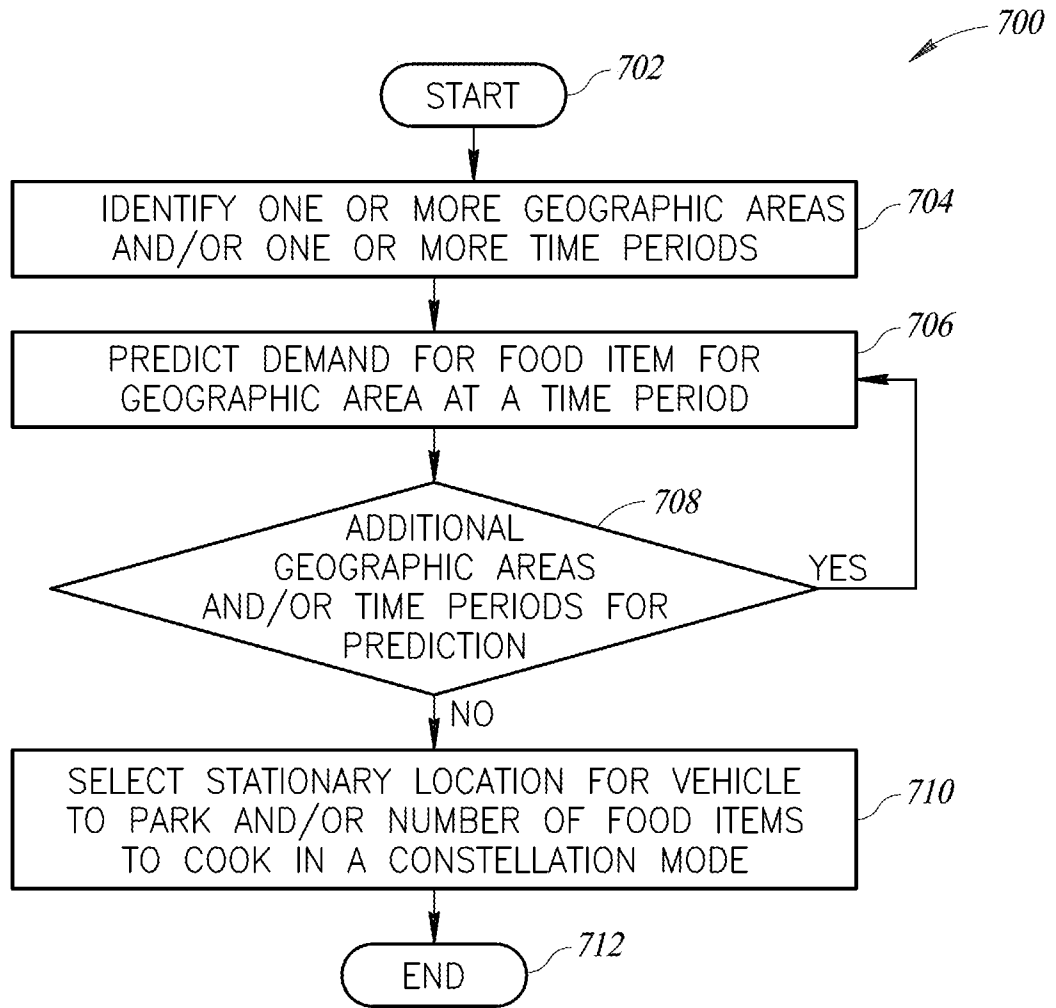 700
START
702
IDENTIFY ONE OR MORE GEOGRAPHIC AREAS
AND/OR ONE OR MORE TIME PERIODS
704
PREDICT DEMAND FOR FOOD ITEM FOR
GEOGRAPHIC AREA AT A TIME PERIOD
706
ADDITIONAL
GEOGRAPHIC AREAS
AND/OR TIME PERIODS FOR
PREDICTION
708
YES
NO
SELECT STATIONARY LOCATION FOR VEHICLE
TO PARK AND/OR NUMBER OF FOOD ITEMS
TO COOK IN A CONSTELLATION MODE
710
END
712